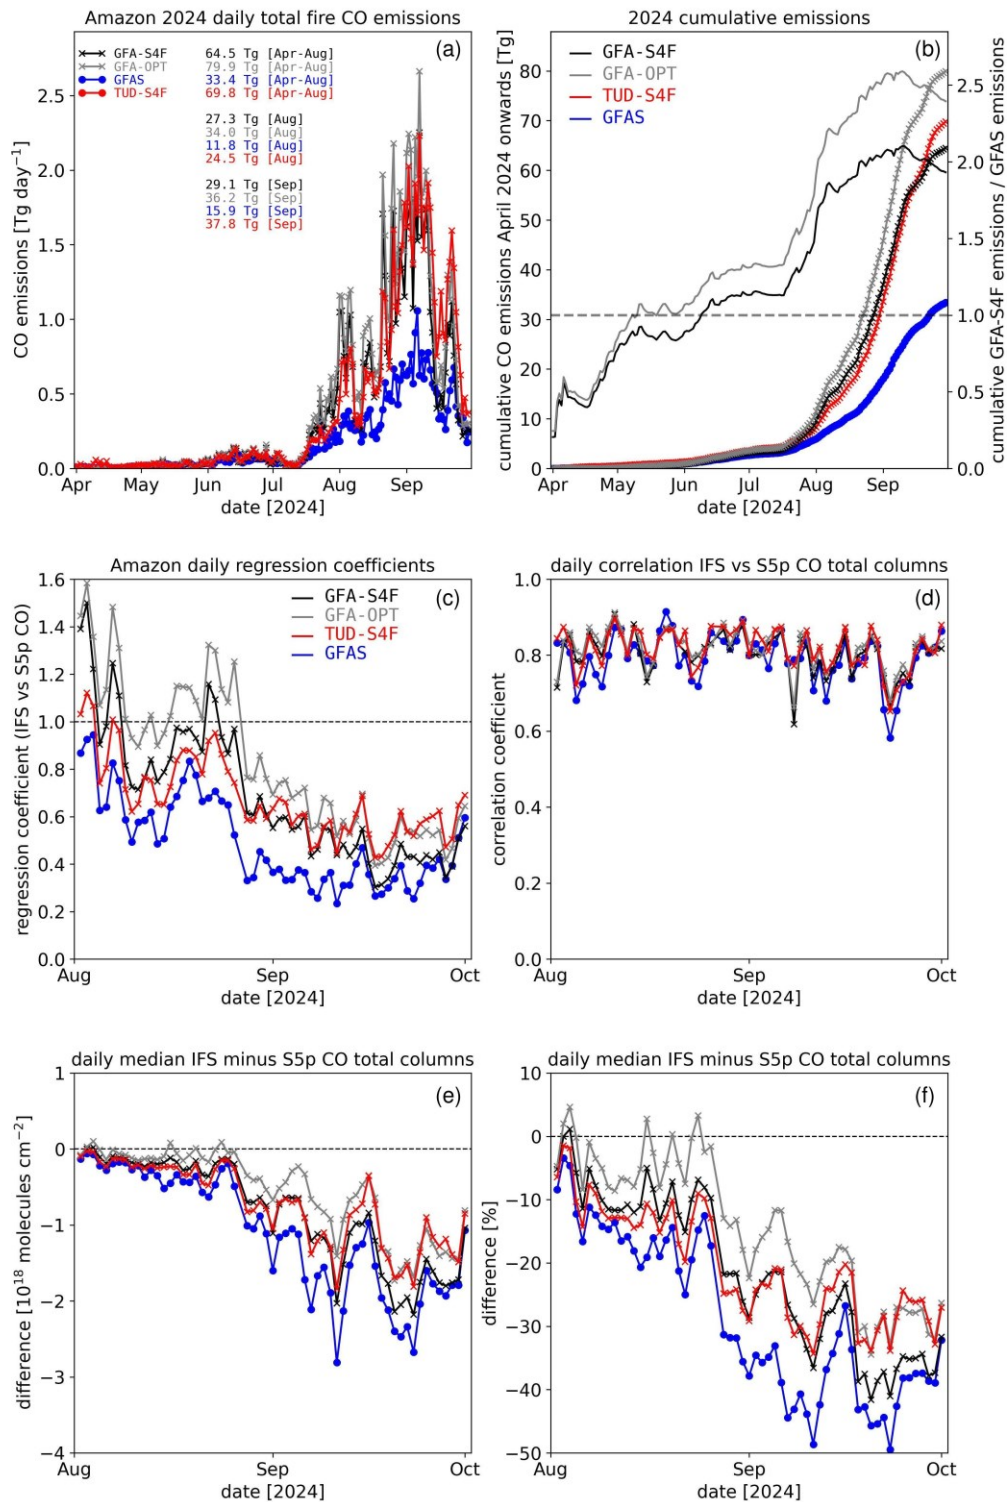 Amazon 2024 daily total fire CO emissions
(a)
GFA-S4F 64.5 Tg [Apr-Aug]
GFA-OPT 79.9 Tg [Apr-Aug]
GFAS 33.4 Tg [Apr-Aug]
TUD-S4F 69.8 Tg [Apr-Aug]
27.3 Tg [Aug]
34.0 Tg [Aug]
11.8 Tg [Aug]
24.5 Tg [Aug]
29.1 Tg [Sep]
36.2 Tg [Sep]
15.9 Tg [Sep]
37.8 Tg [Sep]
CO emissions [Tg day⁻¹]
2.5
2.0
1.5
1.0
0.5
0.0
Apr May Jun Jul Aug Sep
date [2024]
2024 cumulative emissions
(b)
GFA-S4F
GFA-OPT
TUD-S4F
GFAS
cumulative CO emissions April 2024 onwards [Tg]
80
70
60
50
40
30
20
10
0
2.5
2.0
1.5
1.0
0.5
0.0
cumulative GFA-S4F emissions / GFAS emissions
Apr May Jun Jul Aug Sep
date [2024]
Amazon daily regression coefficients
(c)
GFA-S4F
GFA-OPT
TUD-S4F
GFAS
regression coefficient (IFS vs S5p CO)
1.6
1.4
1.2
1.0
0.8
0.6
0.4
0.2
0.0
Aug Sep Oct
date [2024]
daily correlation IFS vs S5p CO total columns
(d)
correlation coefficient
1.0
0.8
0.6
0.4
0.2
0.0
Aug Sep Oct
date [2024]
daily median IFS minus S5p CO total columns
(e)
difference [10¹⁸ molecules cm⁻²]
1
0
−1
−2
−3
−4
Aug Sep Oct
date [2024]
daily median IFS minus S5p CO total columns
(f)
difference [%]
10
0
−10
−20
−30
−40
−50
Aug Sep Oct
date [2024]